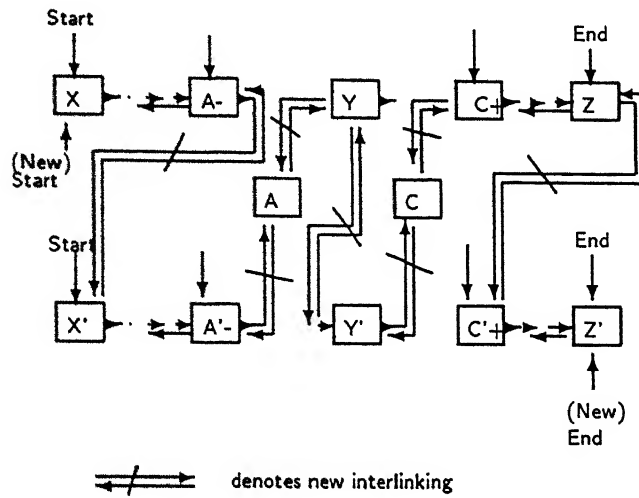 Start
End
X
A-
Y
C+
Z
(New)
Start
A
C
Start
End
X'
A'-
Y'
C'+
Z'
(New)
End
denotes new interlinking